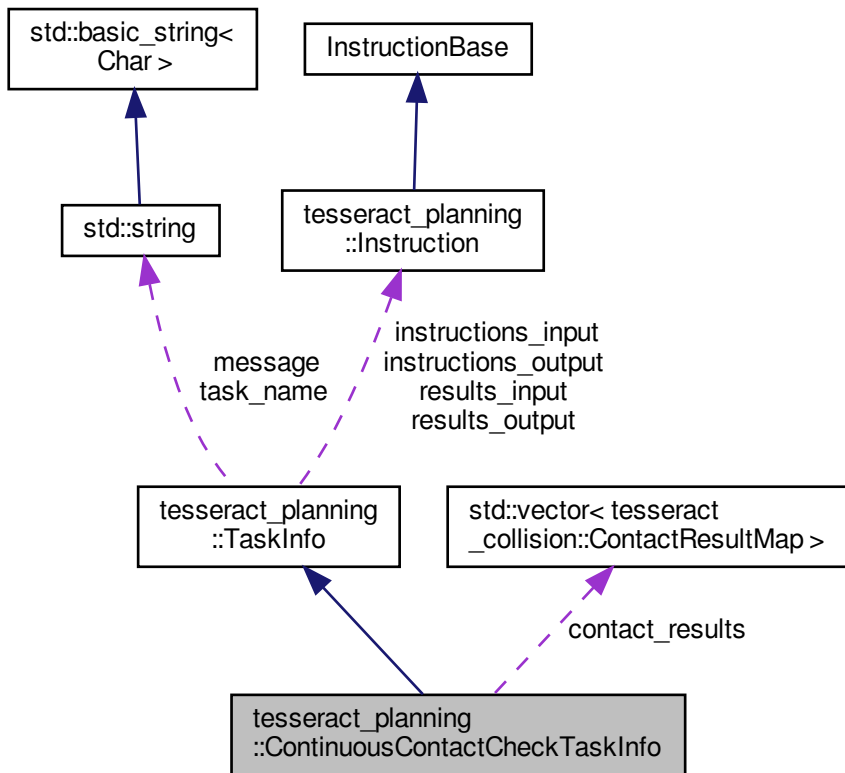 std::basic_string<
Char >
InstructionBase
std::string
tesseract_planning
::Instruction
message
task_name
instructions_input
instructions_output
results_input
results_output
tesseract_planning
::TaskInfo
std::vector< tesseract
_collision::ContactResultMap >
contact_results
tesseract_planning
::ContinuousContactCheckTaskInfo